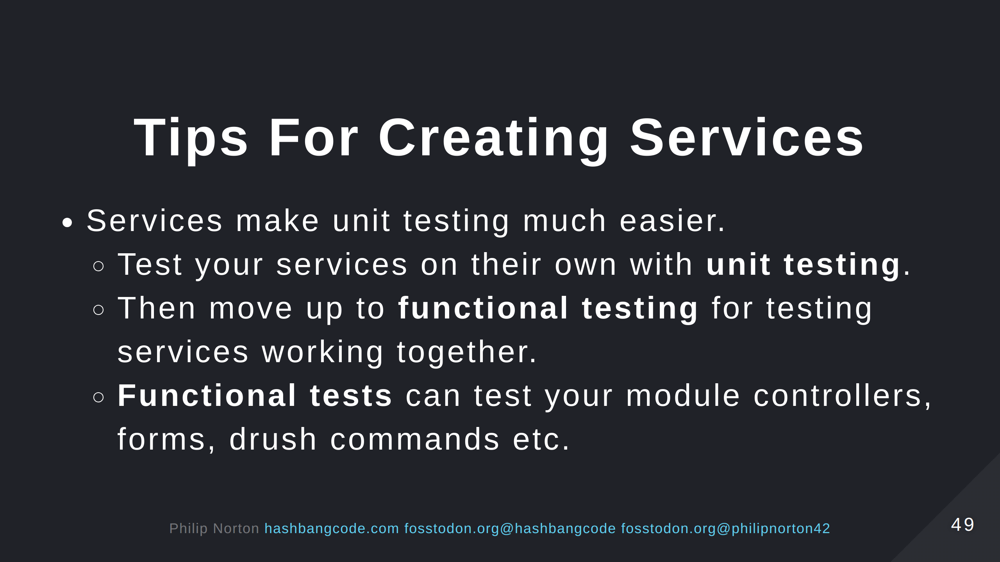 Tips For Creating Services
• Services make unit testing much easier.
○ Test your services on their own with unit testing.
○ Then move up to functional testing for testing
services working together.
○ Functional tests can test your module controllers,
forms, drush commands etc.
Philip Norton hashbangcode.com fosstodon.org@hashbangcode fosstodon.org@philipnorton42
49